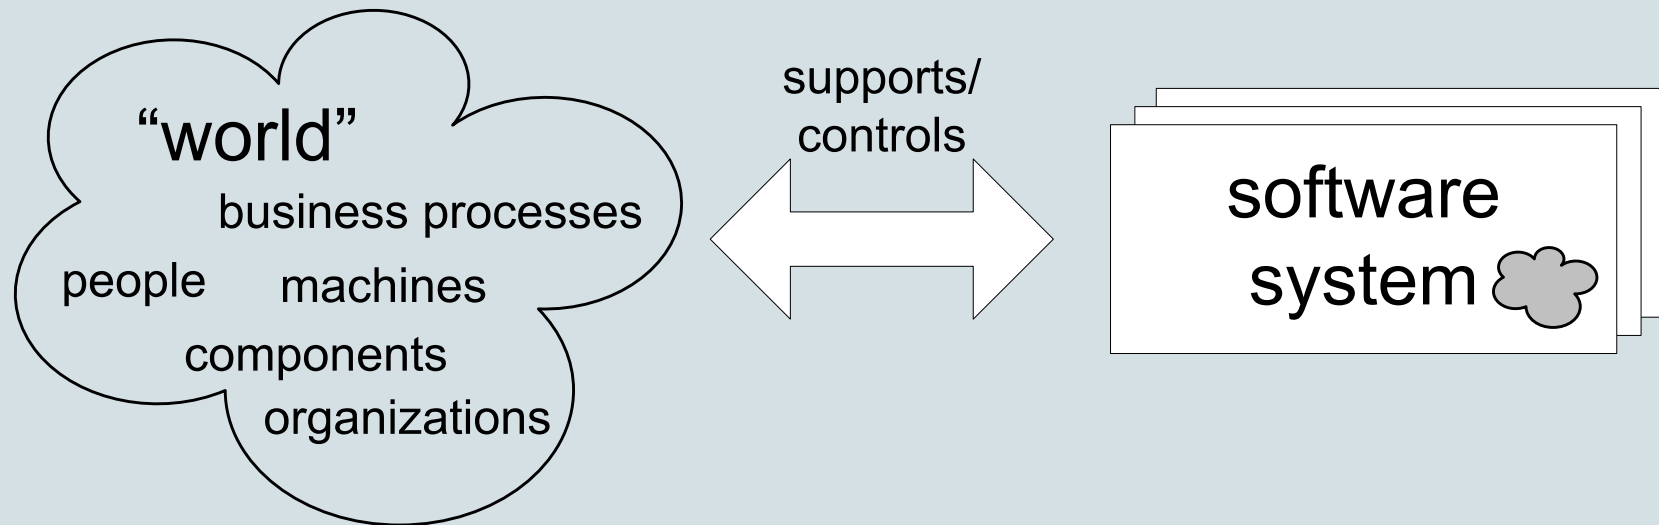 “world”
business processes
people
machines
components
organizations
supports/
controls
software
system